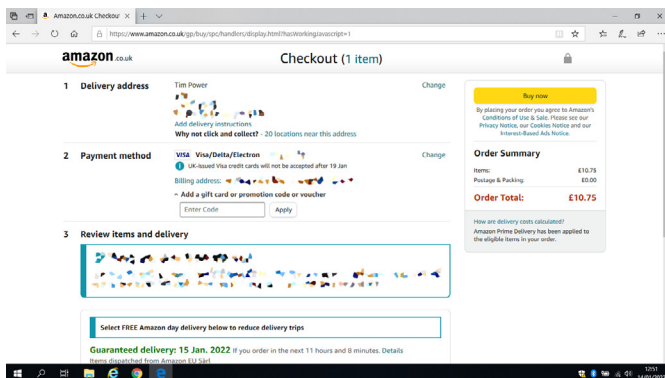 Amazon.co.uk Checkout
https://www.amazon.co.uk/gp/buy/spc/handlers/display.html?hasWorkingJavascript=1
amazon.co.uk
Checkout (1 item)
1 Delivery address
Tim Power
Change
Add delivery instructions
Why not click and collect? - 20 locations near this address
2 Payment method
VISA Visa/Delta/Electron
Change
UK-issued Visa credit cards will not be accepted after 19 Jan
Billing address:
Add a gift card or promotion code or voucher
Enter Code
Apply
3 Review items and delivery
Select FREE Amazon day delivery below to reduce delivery trips
Guaranteed delivery: 15 Jan. 2022 If you order in the next 11 hours and 8 minutes. Details
Items dispatched from Amazon EU Sàrl
Buy now
By placing your order you agree to Amazon's
Conditions of Use & Sale. Please see our
Privacy Notice, our Cookies Notice and our
Interest-Based Ads Notice.
Order Summary
Items: £10.75
Postage & Packing: £0.00
Order Total: £10.75
How are delivery costs calculated?
Amazon Prime Delivery has been applied to
the eligible items in your order.
12:51
14/01/2022